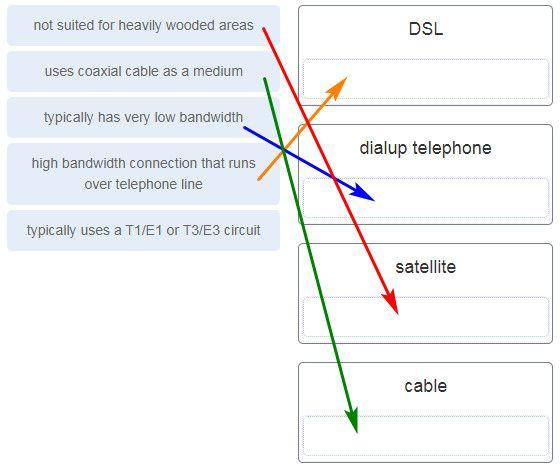 not suited for heavily wooded areas
uses coaxial cable as a medium
typically has very low bandwidth
high bandwidth connection that runs
over telephone line
typically uses a T1/E1 or T3/E3 circuit
DSL
dialup telephone
satellite
cable